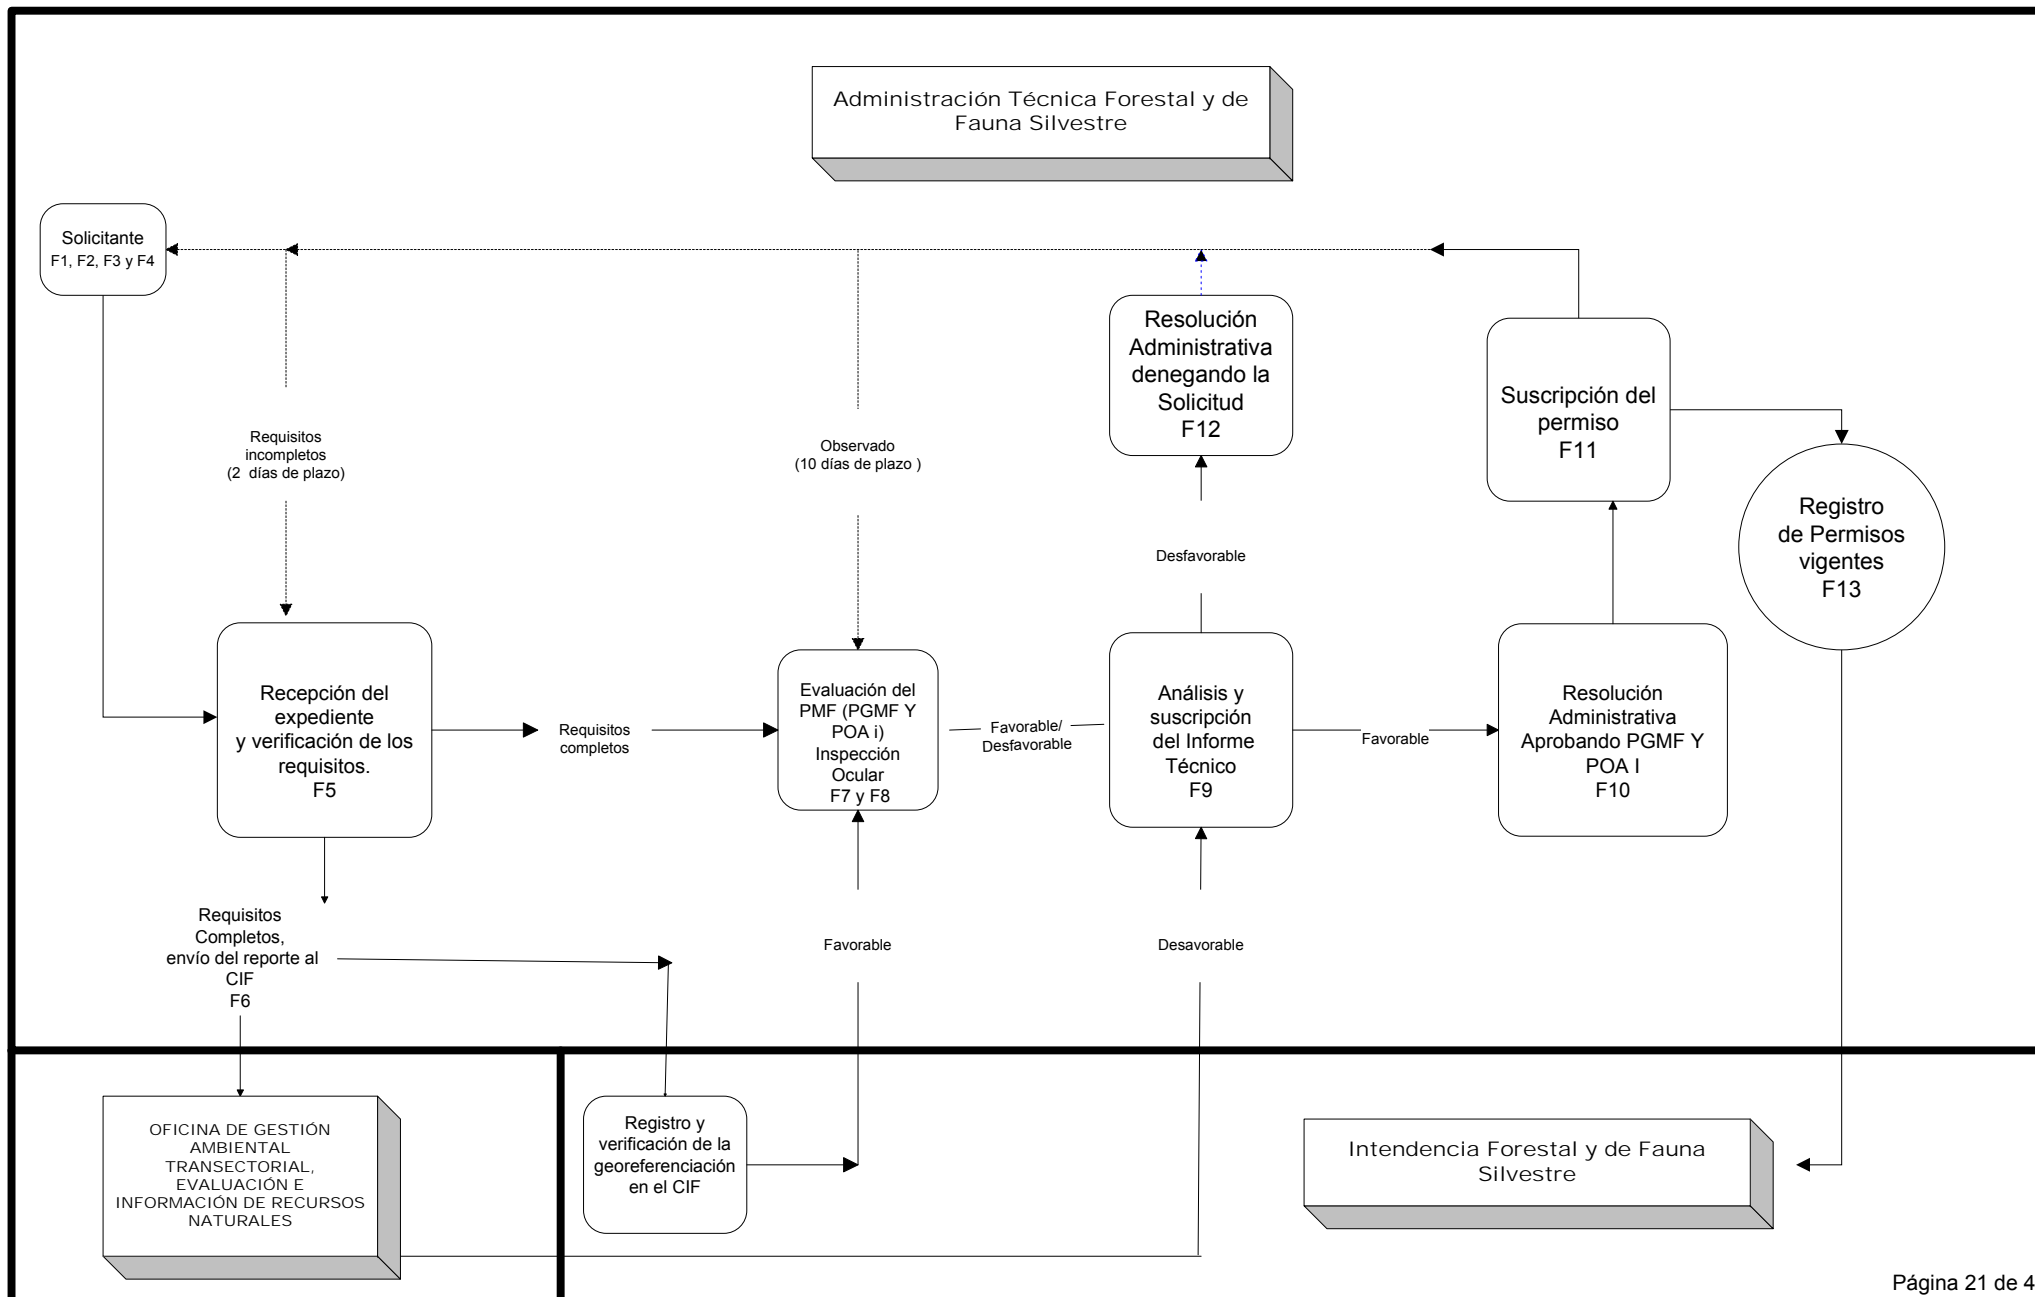 Administración Técnica Forestal y de
Fauna Silvestre
Solicitante
F1, F2, F3 y F4
Resolución
Administrativa
denegando la
Solicitud
F12
Suscripción del
permiso
F11
Requisitos
incompletos
(2 días de plazo)
Observado
(10 días de plazo )
Registro
de Permisos
vigentes
F13
Desfavorable
Recepción del
expediente
y verificación de los
requisitos.
F5
Requisitos
completos
Evaluación del
PMF (PGMF Y
POA i)
Inspección
Ocular
F7 y F8
Favorable/
Desfavorable
Análisis y
suscripción
del Informe
Técnico
F9
Favorable
Resolución
Administrativa
Aprobando PGMF Y
POA I
F10
Requisitos
Completos,
envío del reporte al
CIF
F6
Favorable
Desavorable
OFICINA DE GESTIÓN
AMBIENTAL
TRANSECTORIAL,
EVALUACIÓN E
INFORMACIÓN DE RECURSOS
NATURALES
Registro y
verificación de la
georeferenciación
en el CIF
Intendencia Forestal y de Fauna
Silvestre
Página 21 de 4